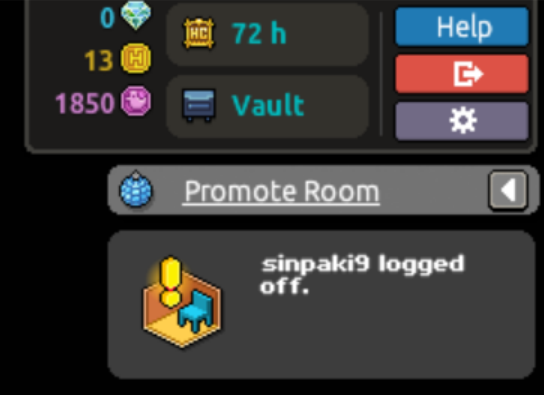 0
HC
72 h
Help
13
H
1850
Vault
Promote Room
sinpaki9 logged
off.